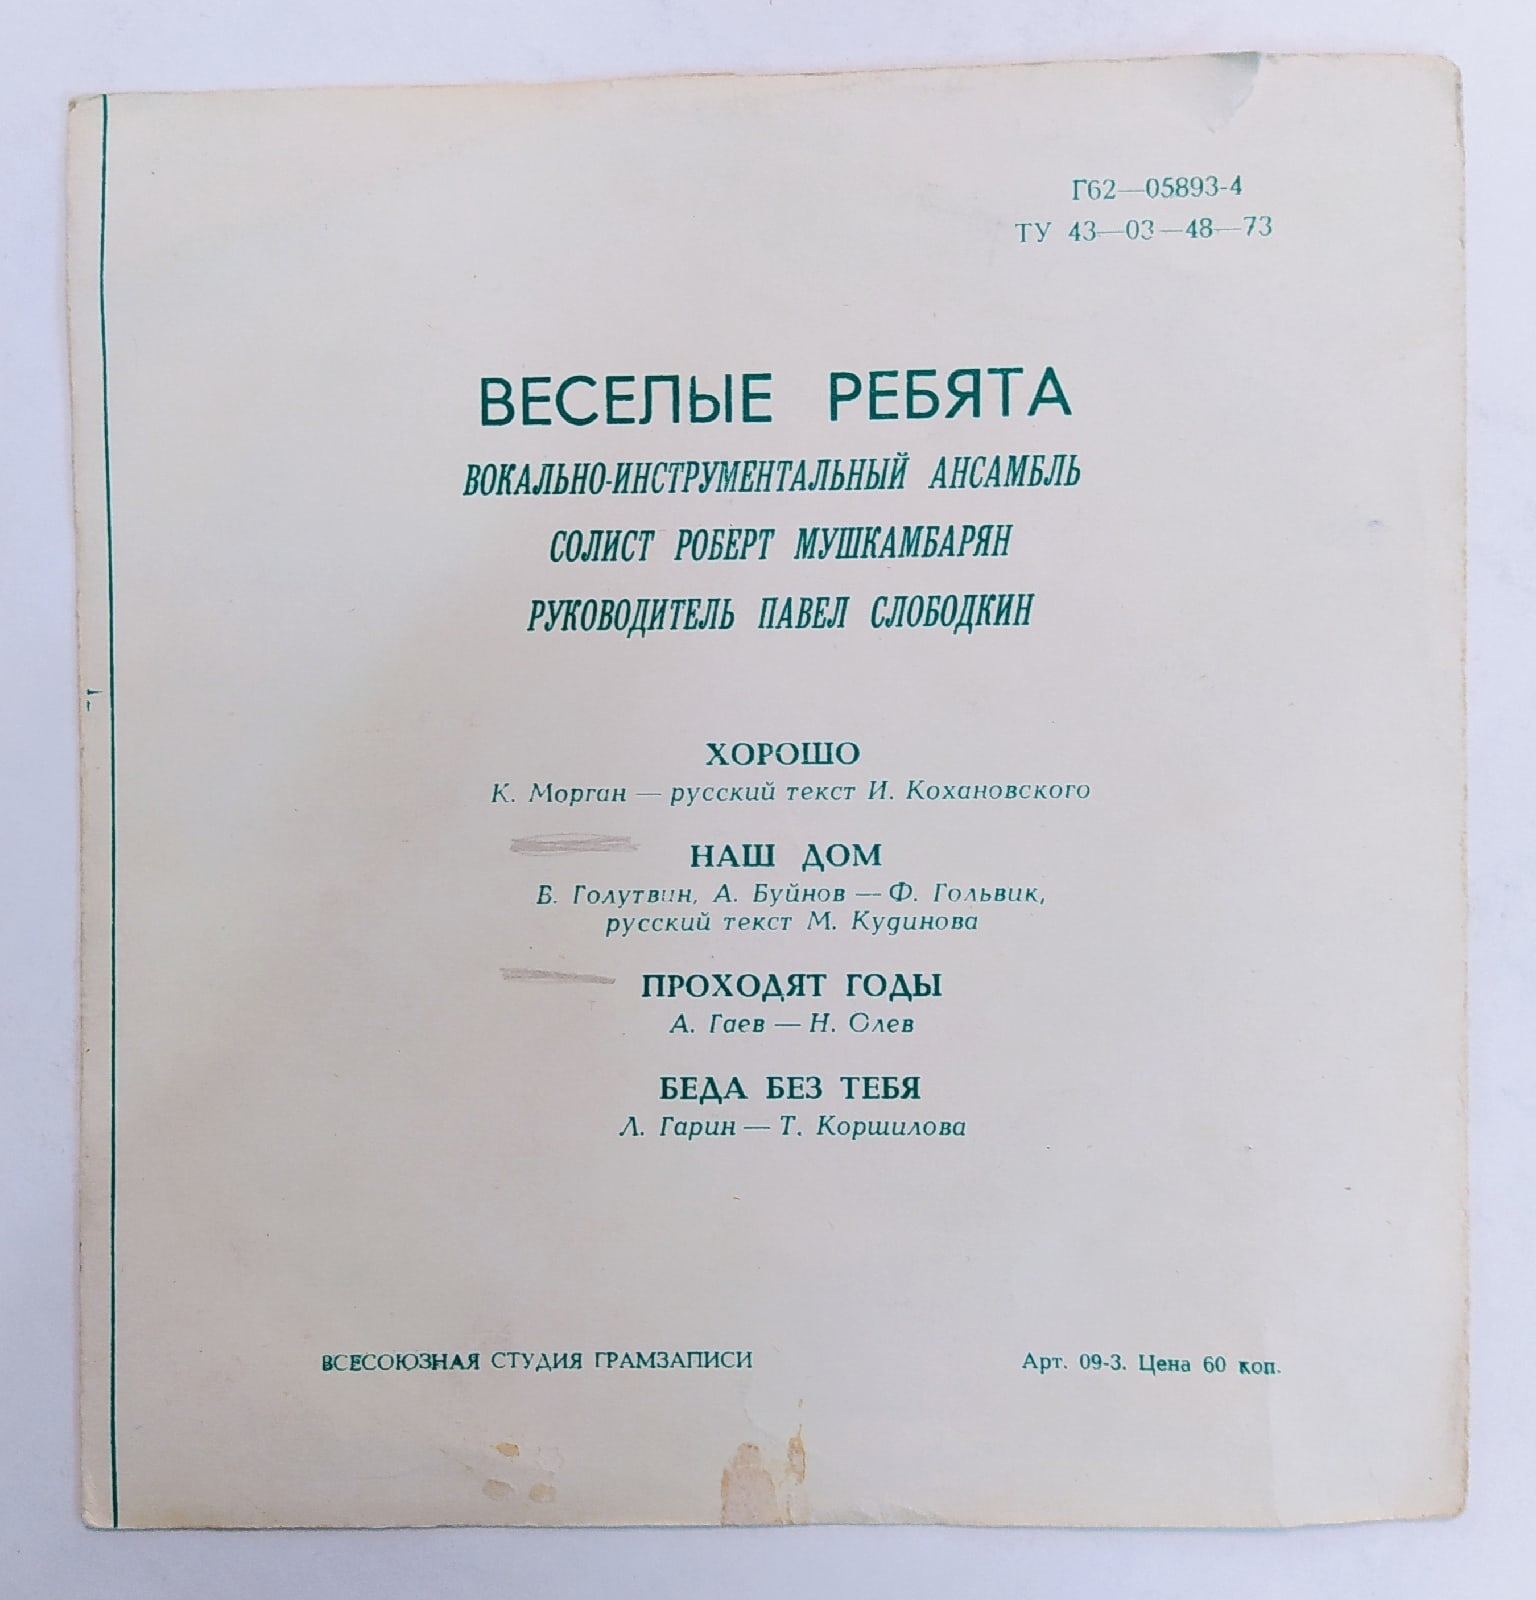 Г62—05893-4
ТУ 43—03—48—73
ВЕСЕЛЫЕ РЕБЯТА
ВОКАЛЬНО-ИНСТРУМЕНТАЛЬНЫЙ АНСАМБЛЬ
СОЛИСТ РОБЕРТ МУШКАМБАРЯН
РУКОВОДИТЕЛЬ ПАВЕЛ СЛОБОДКИН
ХОРОШО
К. Морган — русский текст И. Кохановского
НАШ ДОМ
Б. Голутвин, А. Буйнов — Ф. Гольвик,
русский текст М. Кудинова
ПРОХОДЯТ ГОДЫ
А. Гаев — Н. Олев
БЕДА БЕЗ ТЕБЯ
Л. Гарин — Т. Коршилова
ВСЕСОЮЗНАЯ СТУДИЯ ГРАМЗАПИСИ
Арт. 09-3. Цена 60 коп.